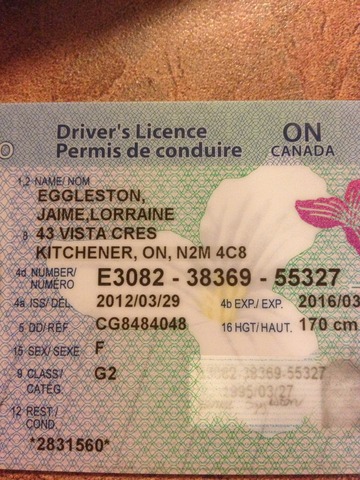 Driver's Licence ON
Permis de conduire CANADA
1,2 NAME/ NOM
EGGLESTON,
JAIME,LORRAINE
8 43 VISTA CRES
KITCHENER, ON, N2M 4C8
4d NUMBER/ NUMÉRO E3082 - 38369 - 55327
4a ISS/ DÉL 2012/03/29 4b EXP./ EXP. 2016/03
5 DD/ RÉF CG8484048 16 HGT/ HAUT. 170 cm
15 SEX/ SEXE F
9 CLASS/ CATÉG. G2
12 REST./ COND.
*2831560*